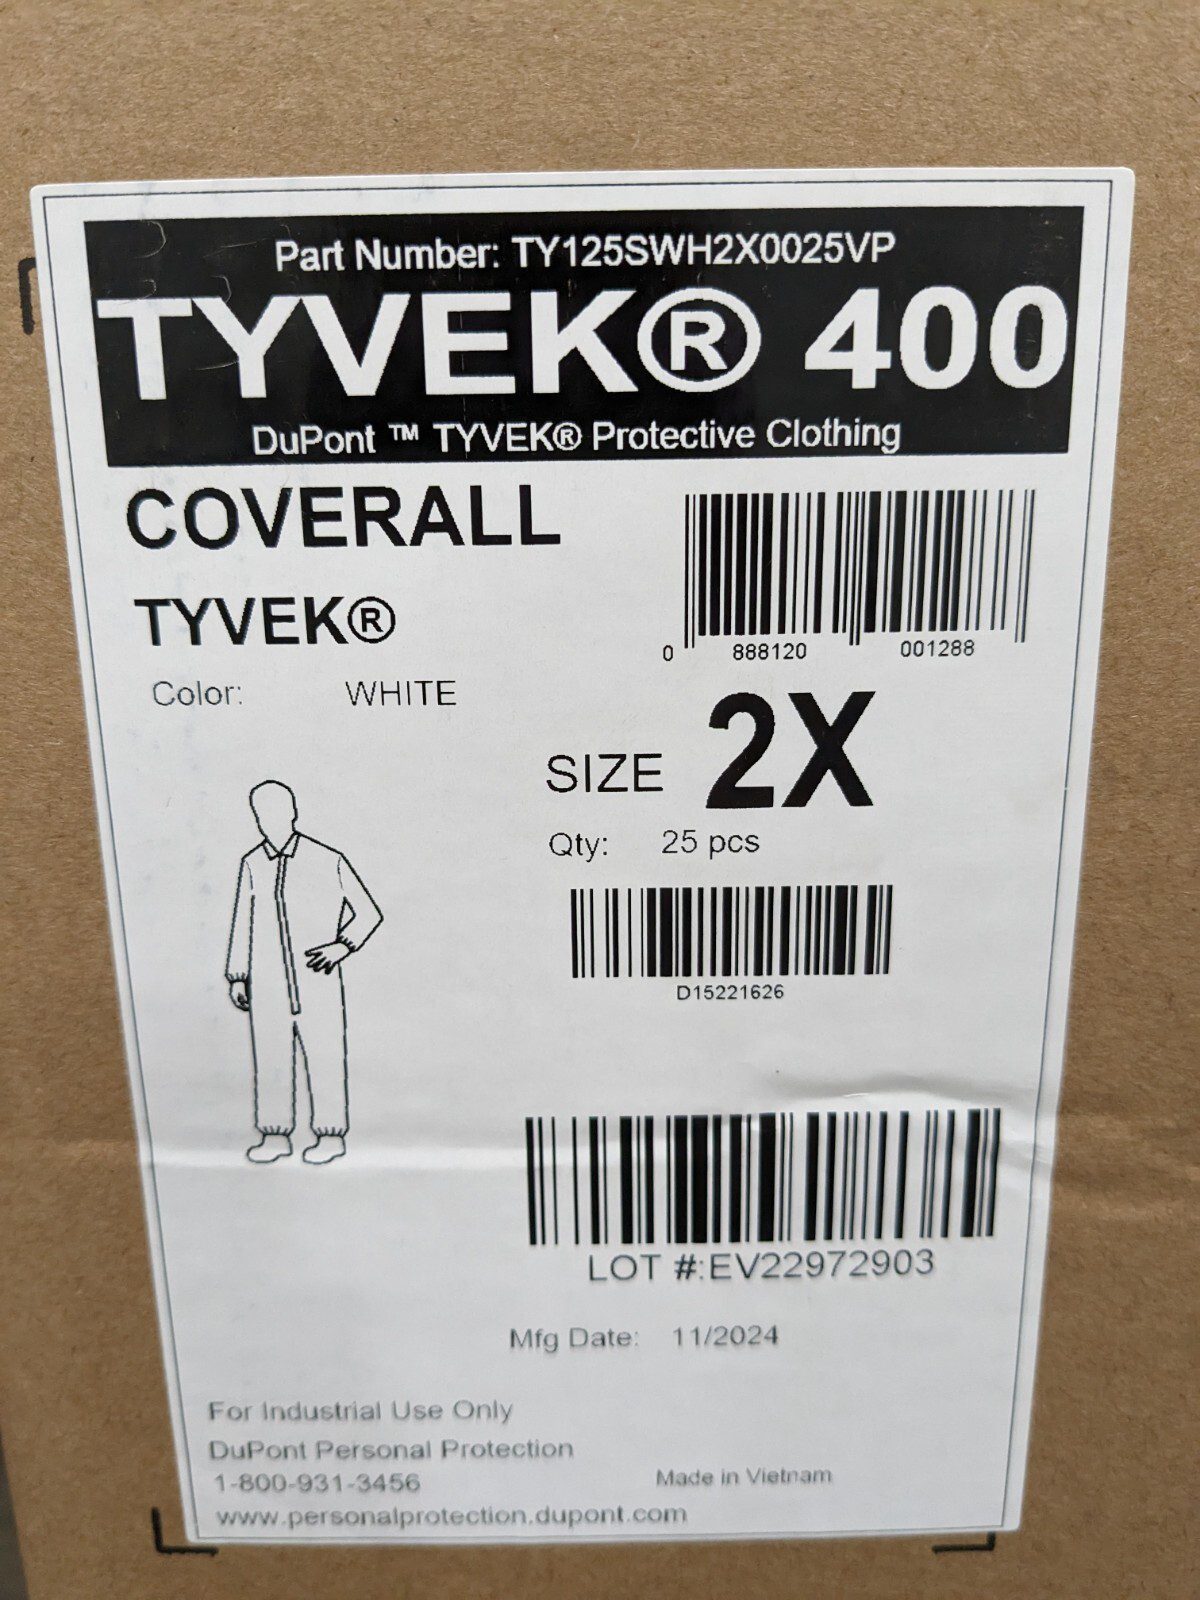 Part Number: TY125SWH2X0025VP
TYVEK® 400
DuPont ™ TYVEK® Protective Clothing
COVERALL
TYVEK®
Color: WHITE
0 888120 001288
SIZE 2X
Qty: 25 pcs
D15221626
LOT #:EV22972903
Mfg Date: 11/2024
For Industrial Use Only
DuPont Personal Protection
1-800-931-3456
Made in Vietnam
www.personalprotection.dupont.com